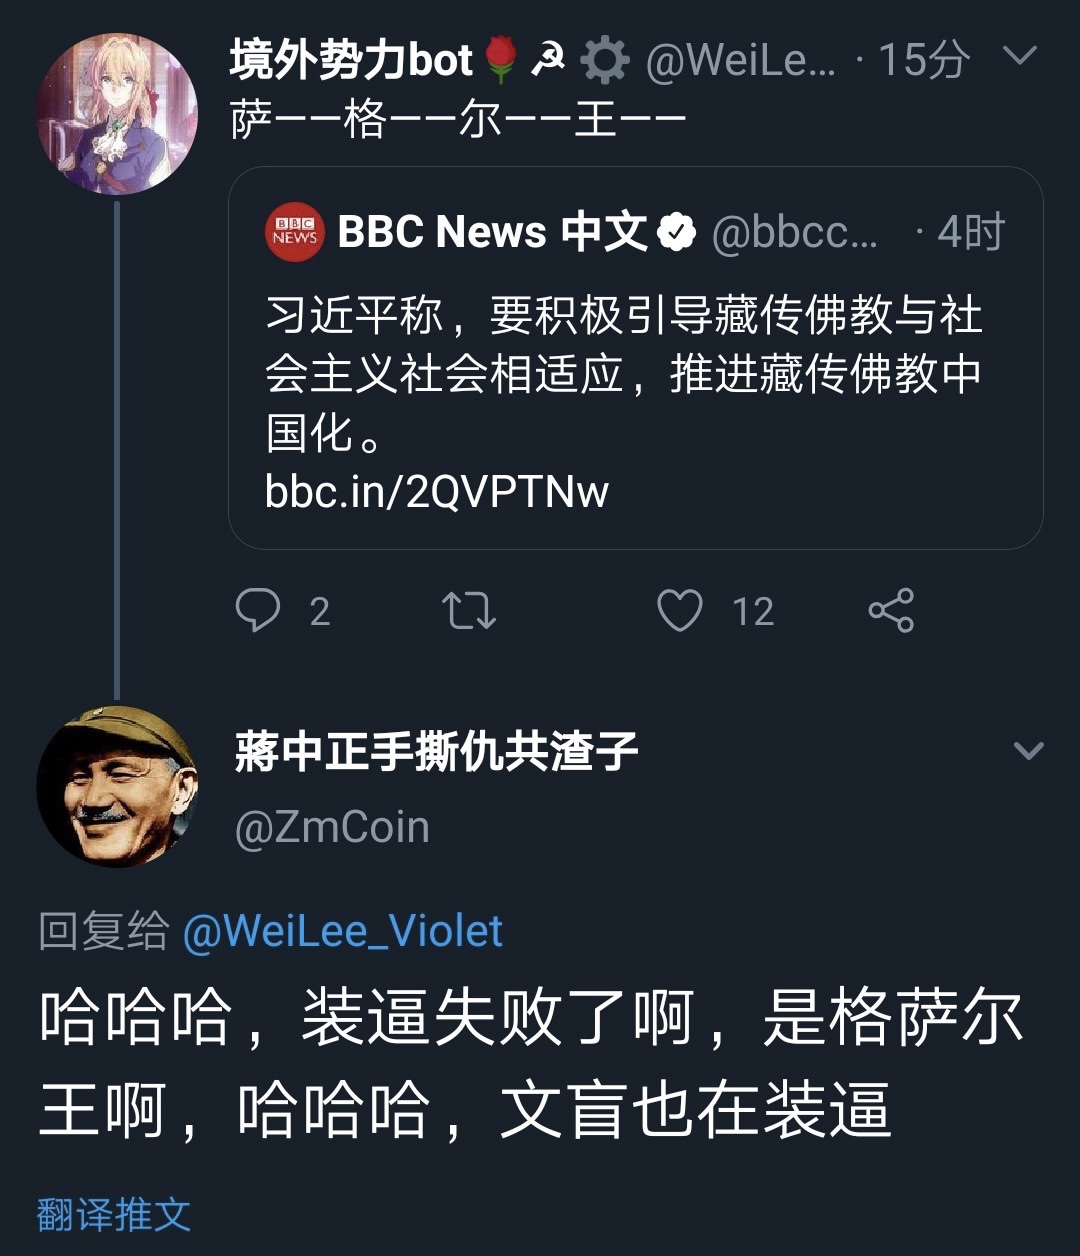 境外势力bot🌹☭⚙ @WeiLe... · 15分
萨——格——尔——王——
BBC NEWS
BBC News 中文 @bbcc... · 4时
习近平称，要积极引导藏传佛教与社
会主义社会相适应，推进藏传佛教中
国化。
bbc.in/2QVPTNw
2 12
蔣中正手撕仇共渣子
@ZmCoin
回复给 @WeiLee_Violet
哈哈哈，装逼失败了啊，是格萨尔
王啊，哈哈哈，文盲也在装逼
翻译推文